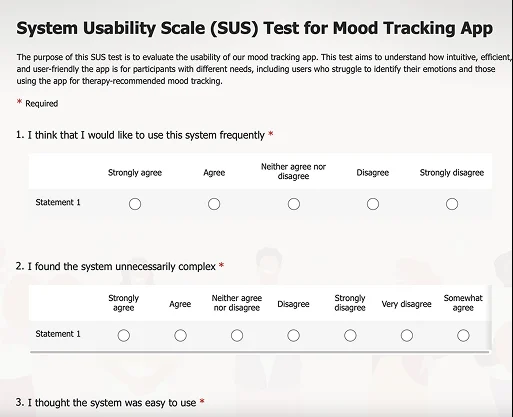 System Usability Scale (SUS) Test for Mood Tracking App
The purpose of this SUS test is to evaluate the usability of our mood tracking app. This test aims to understand how intuitive, efficient,
and user-friendly the app is for participants with different needs, including users who struggle to identify their emotions and those
using the app for therapy-recommended mood tracking.
* Required
1. I think that I would like to use this system frequently *
Strongly agree Agree Neither agree nor disagree Disagree Strongly disagree
Statement 1
2. I found the system unnecessarily complex *
Strongly agree Agree Neither agree nor disagree Disagree Strongly disagree Very disagree Somewhat agree
Statement 1
3. I thought the system was easy to use *